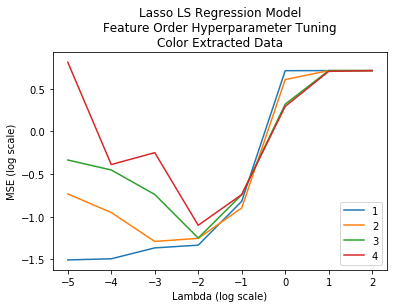 Lasso LS Regression Model
Feature Order Hyperparameter Tuning
Color Extracted Data
MSE (log scale)
0.5
0.0
−0.5
−1.0
−1.5
1
2
3
4
−5 −4 −3 −2 −1 0 1 2
Lambda (log scale)